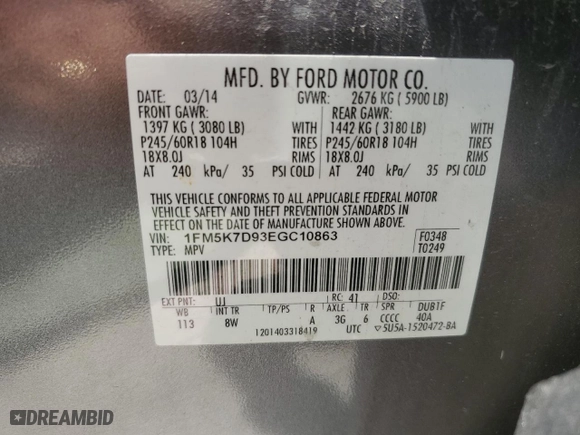 MFD. BY FORD MOTOR CO.
DATE: 03/14 GVWR: 2676 KG ( 5900 LB)
FRONT GAWR: REAR GAWR:
1397 KG ( 3080 LB) WITH 1442 KG ( 3180 LB) WITH
P245/60R18 104H TIRES P245/60R18 104H TIRES
18X8.0J RIMS 18X8.0J RIMS
AT 240 kPa/ 35 PSI COLD AT 240 kPa/ 35 PSI COLD
THIS VEHICLE CONFORMS TO ALL APPLICABLE FEDERAL MOTOR
VEHICLE SAFETY AND THEFT PREVENTION STANDARDS IN
EFFECT ON THE DATE OF MANUFACTURE SHOWN ABOVE.
VIN: 1FM5K7D93EGC10863 F0348
TYPE: MPV T0249
EXT PNT: UJ RC: 41 DSO:
WB INT TR TP/PS R AXLE TR SPR DUB1F
113 8W A 3G 6 CCCC 40A
1201403318419 UTC 5U5A-1520472-BA
DREAMBID